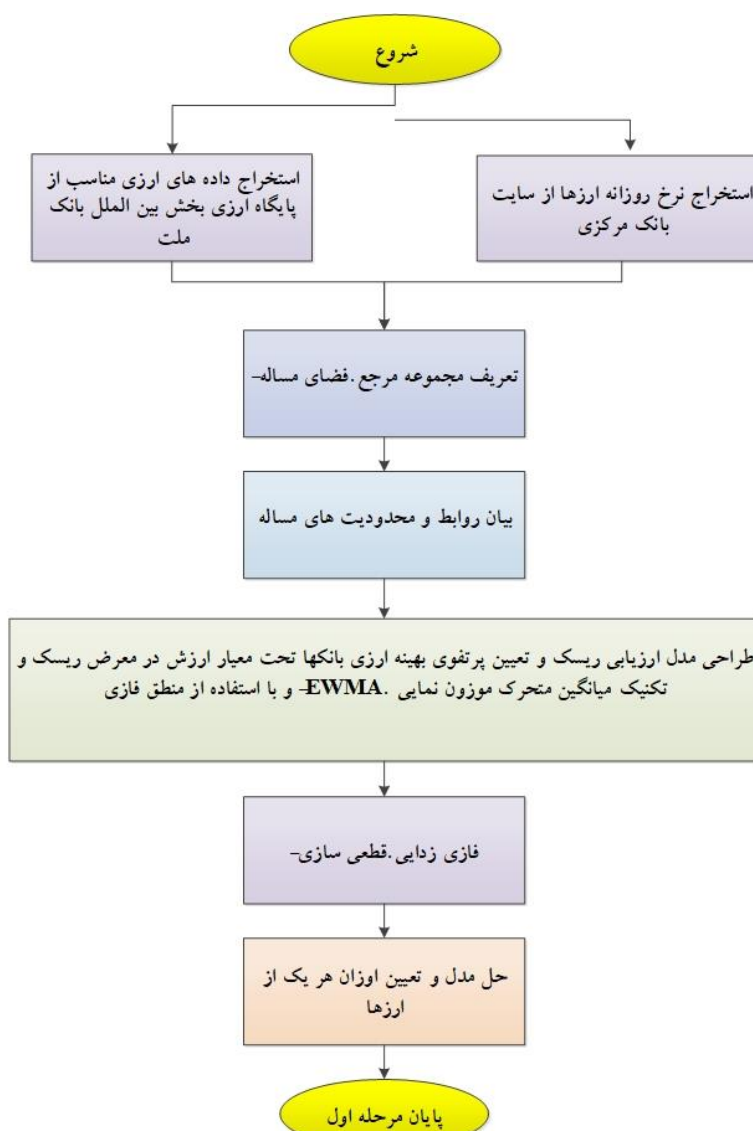 شروع
استخراج نرخ روزانه ارزها از سایت
بانک مرکزی
استخراج داده های ارزی مناسب از
پایگاه ارزی بخش بین الملل بانک
ملت
تعریف مجموعه مرجع.فضای مساله–
بیان روابط و محدودیت های مساله
طراحی مدل ارزیابی ریسک و تعیین پرتفوی بهینه ارزی بانکها تحت معیار ارزش در معرض ریسک و
تکنیک میانگین متحرک موزون نمایی .EWMA– و با استفاده از منطق فازی
فازی زدایی.قطعی سازی–
حل مدل و تعیین اوزان هر یک از
ارزها
پایان مرحله اول